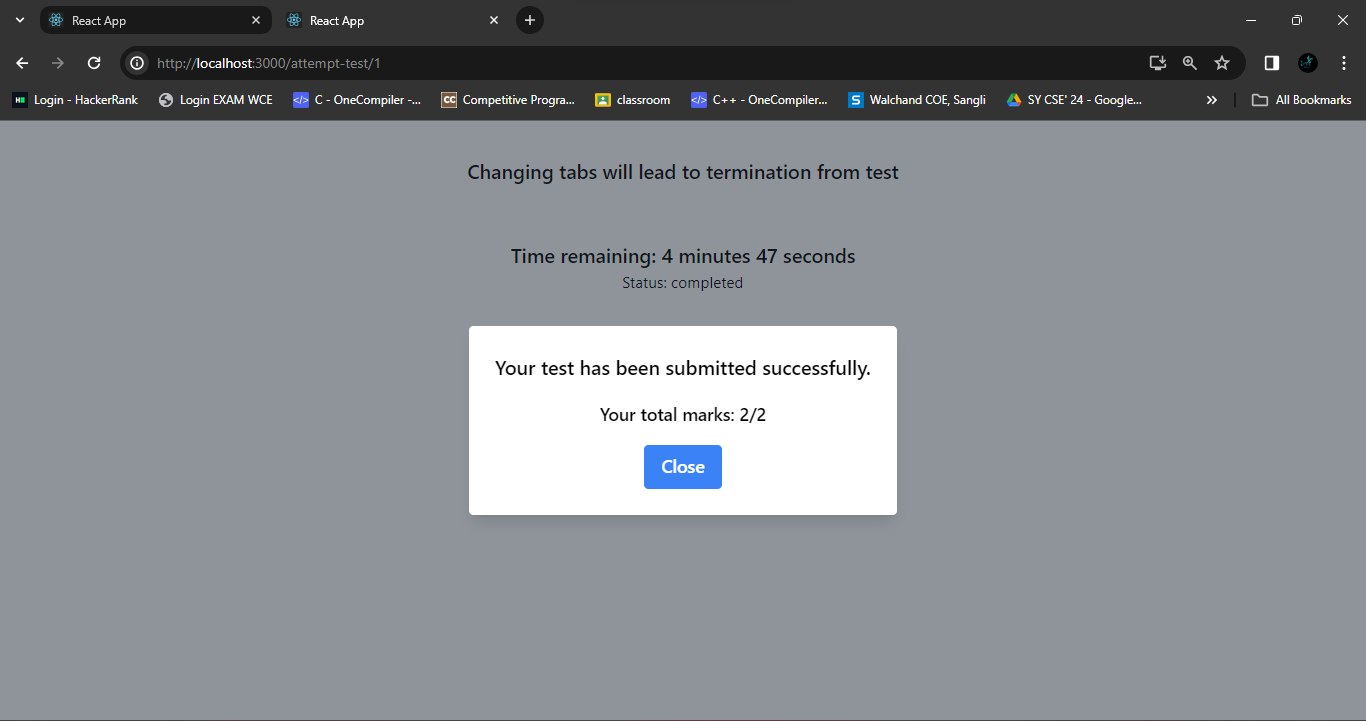 React App
React App
http://localhost:3000/attempt-test/1
Login - HackerRank
Login EXAM WCE
C - OneCompiler -...
CC Competitive Progra...
classroom
C++ - OneCompiler...
S Walchand COE, Sangli
SY CSE' 24 - Google...
All Bookmarks
Changing tabs will lead to termination from test
Time remaining: 4 minutes 47 seconds
Status: completed
Your test has been submitted successfully.
Your total marks: 2/2
Close